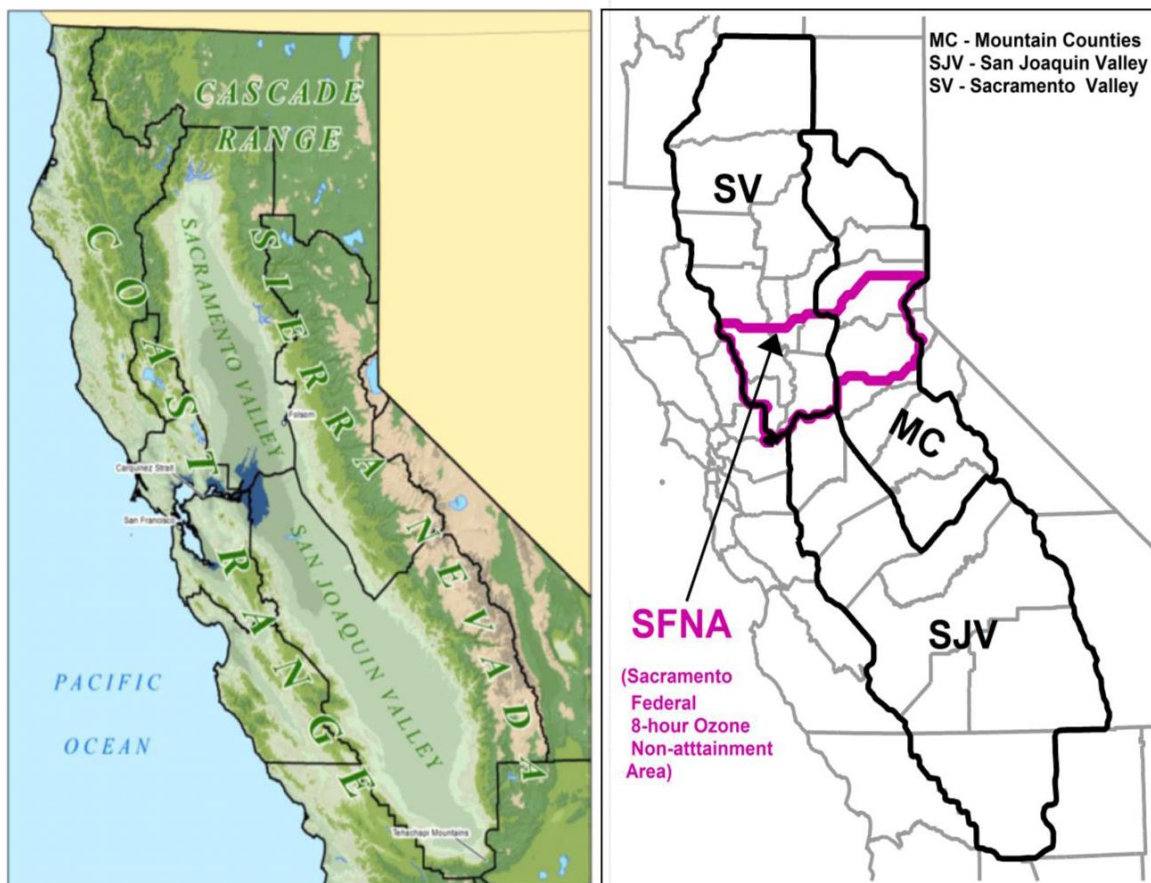 CASCADE
RANGE
SACRAMENTO VALLEY
SIERRA NEVADA
COAST RANGE
Folsom
Carquinez Strait
San Francisco
SAN JOAQUIN VALLEY
PACIFIC
OCEAN
Tehachapi Mountains
MC - Mountain Counties
SJV - San Joaquin Valley
SV - Sacramento Valley
SV
MC
SJV
SFNA
(Sacramento
Federal
8-hour Ozone
Non-atttainment
Area)